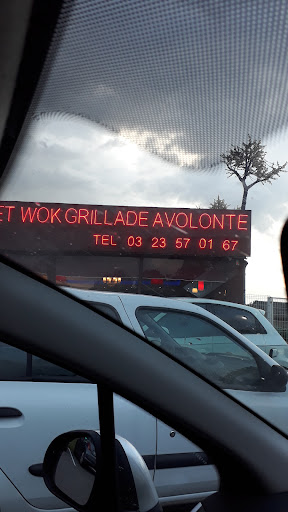 ET WOK GRILLADE AVOLONTE
TEL 03 23 57 01 67